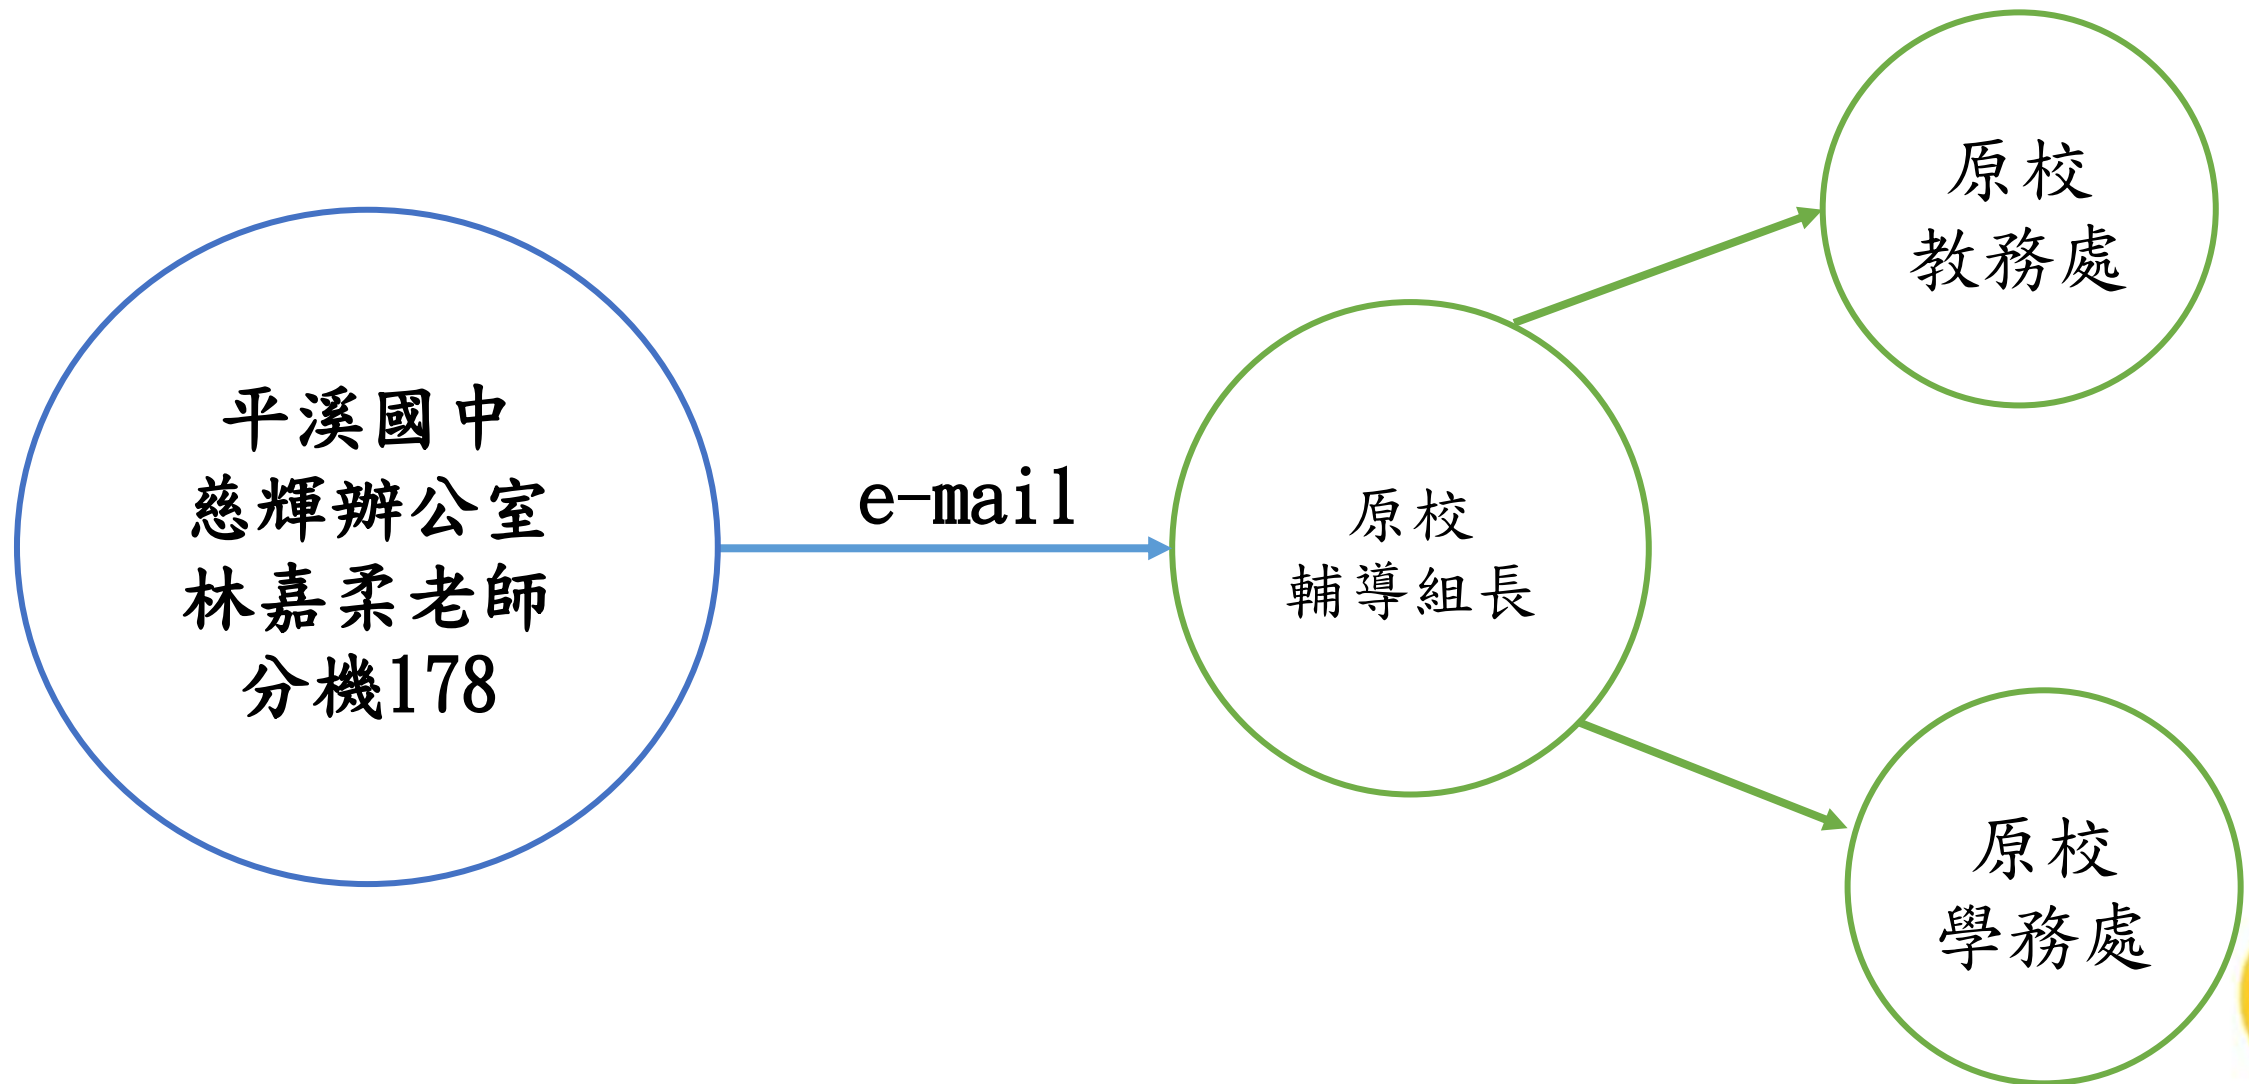 平溪國中
慈輝辦公室
林嘉柔老師
分機178
e-mail
原校
輔導組長
原校
教務處
原校
學務處